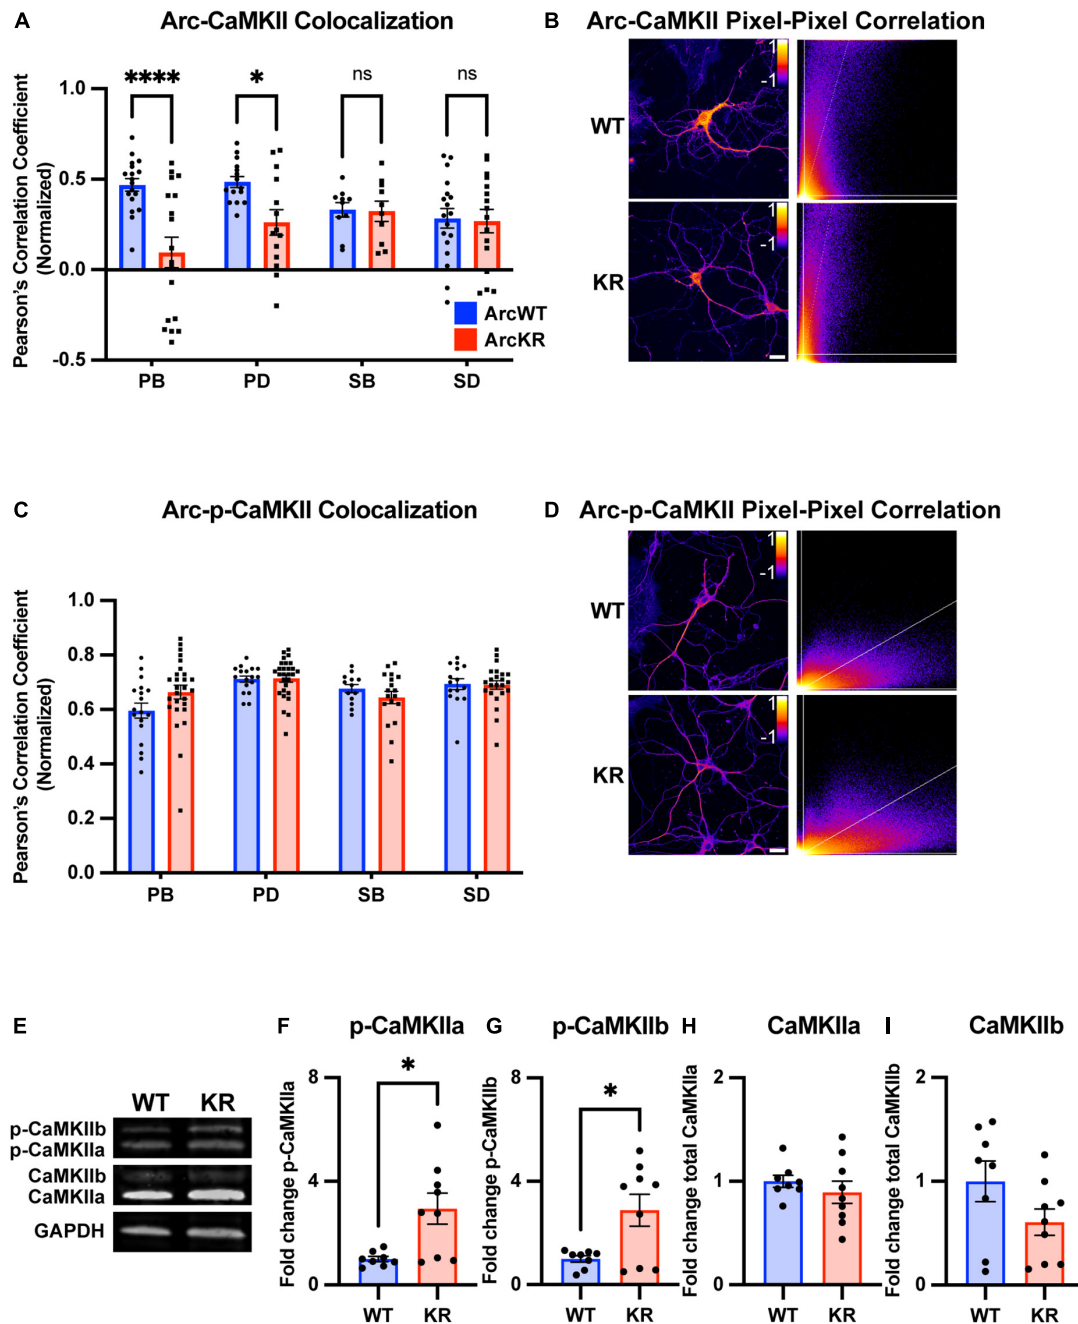 A
Arc-CaMKII Colocalization
Pearson's Correlation Coefficient
(Normalized)
1.0
0.5
0.0
-0.5
****
*
ns
ns
ArcWT
ArcKR
PB
PD
SB
SD
B
Arc-CaMKII Pixel-Pixel Correlation
WT
1
-1
KR
1
-1
C
Arc-p-CaMKII Colocalization
Pearson's Correlation Coefficient
(Normalized)
1.0
0.8
0.6
0.4
0.2
0.0
PB
PD
SB
SD
D
Arc-p-CaMKII Pixel-Pixel Correlation
WT
1
-1
KR
1
-1
E
WT
KR
p-CaMKIIb
p-CaMKIIa
CaMKIIb
CaMKIIa
GAPDH
F
p-CaMKIIa
Fold change p-CaMKIIa
8
4
0
*
WT
KR
G
p-CaMKIIb
Fold change p-CaMKIIb
8
4
0
*
WT
KR
H
CaMKIIa
Fold change total CaMKIIa
2
1
0
WT
KR
I
CaMKIIb
Fold change total CaMKIIb
2
1
0
WT
KR